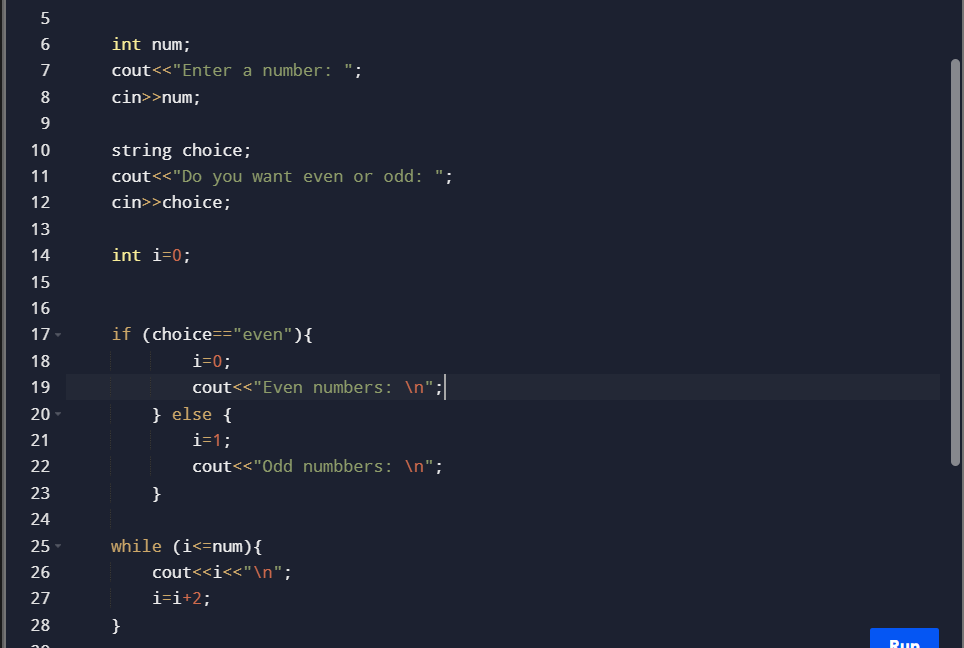 5
6 int num;
7 cout<<"Enter a number: ";
8 cin>>num;
9
10 string choice;
11 cout<<"Do you want even or odd: ";
12 cin>>choice;
13
14 int i=0;
15
16
17 if (choice=="even"){
18 i=0;
19 cout<<"Even numbers: \n";
20 } else {
21 i=1;
22 cout<<"Odd numbbers: \n";
23 }
24
25 while (i<=num){
26 cout<<i<<"\n";
27 i=i+2;
28 }
Run